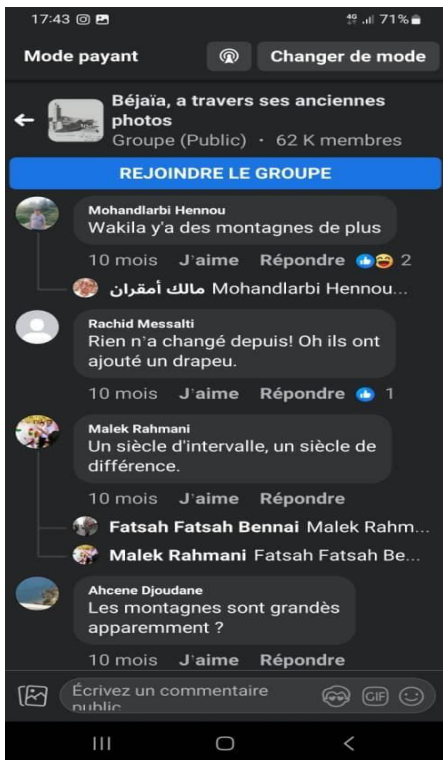 17:43 4G 71%
Mode payant Changer de mode
Béjaïa, a travers ses anciennes
photos
Groupe (Public) · 62 K membres
REJOINDRE LE GROUPE
Mohandlarbi Hennou
Wakila y'a des montagnes de plus
10 mois J'aime Répondre 2
مالك أمقران Mohandlarbi Hennou...
Rachid Messalti
Rien n'a changé depuis! Oh ils ont
ajouté un drapeu.
10 mois J'aime Répondre 1
Malek Rahmani
Un siècle d'intervalle, un siècle de
différence.
10 mois J'aime Répondre
Fatsah Fatsah Bennai Malek Rahm...
Malek Rahmani Fatsah Fatsah Be...
Ahcene Djoudane
Les montagnes sont grandès
apparemment ?
10 mois J'aime Répondre
Écrivez un commentaire
public... GIF